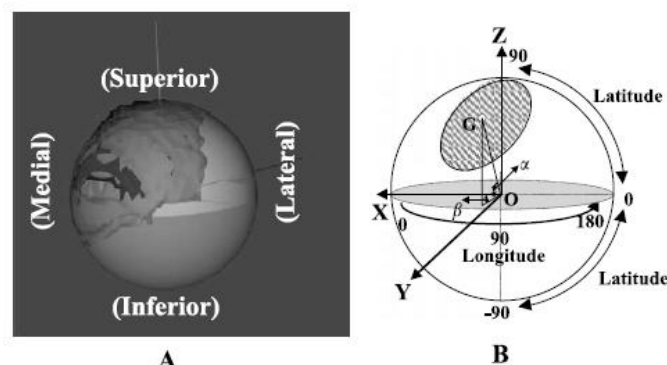 (Superior)
(Medial)
(Lateral)
(Inferior)
A
Z
90
Latitude
G
α
X
O
0
β
0
90
180
Longitude
Latitude
Y
-90
B